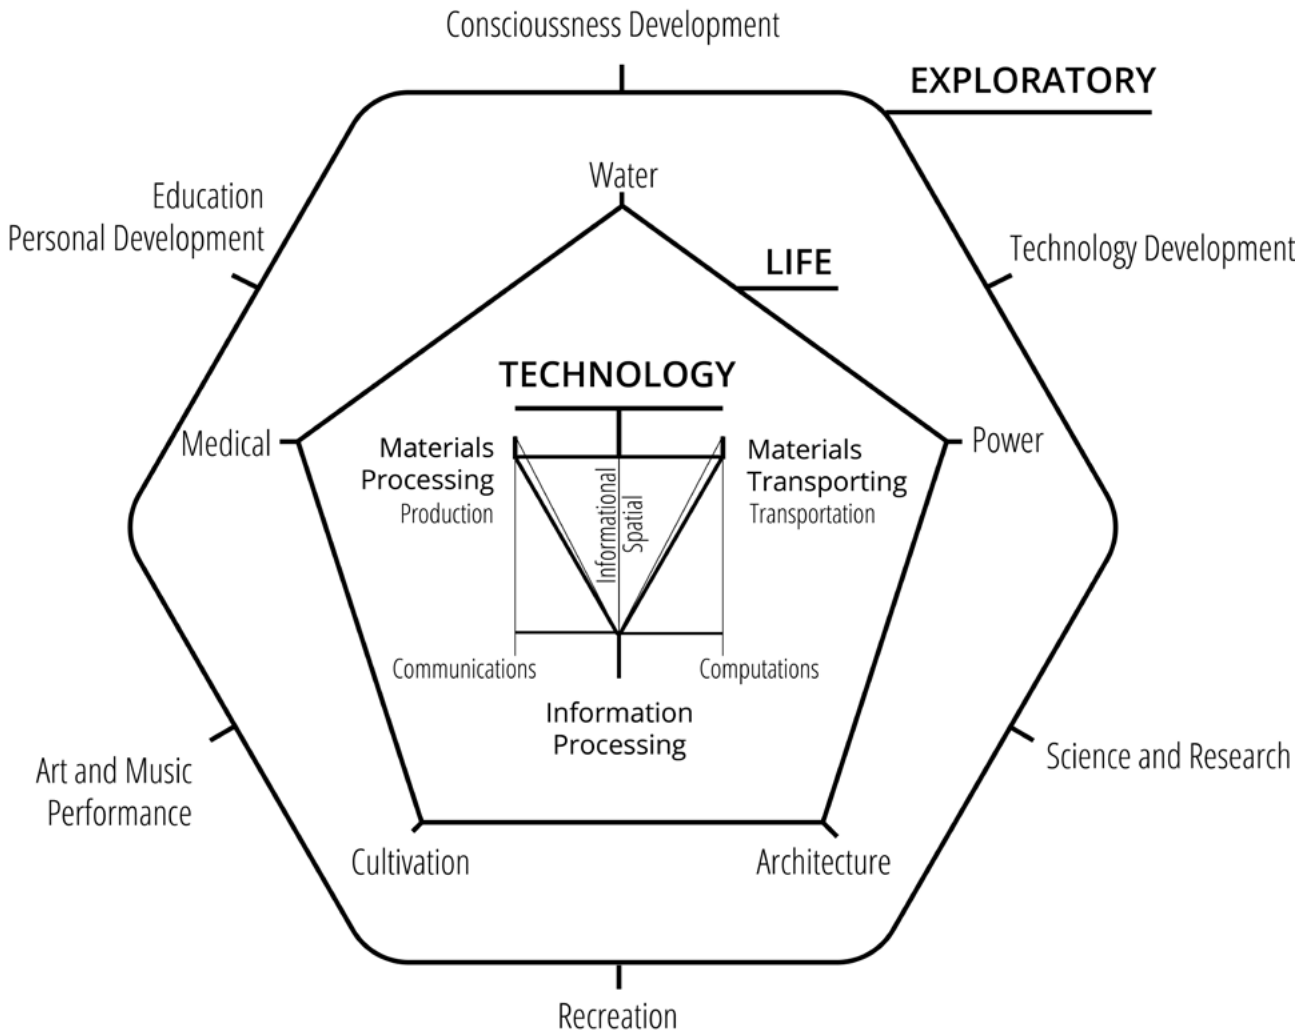 Conscioussness Development
EXPLORATORY
Water
Education
Personal Development
Technology Development
LIFE
TECHNOLOGY
Medical
Materials
Processing
Production
Informational
Spatial
Materials
Transporting
Transportation
Power
Communications
Computations
Information
Processing
Art and Music
Performance
Science and Research
Cultivation
Architecture
Recreation